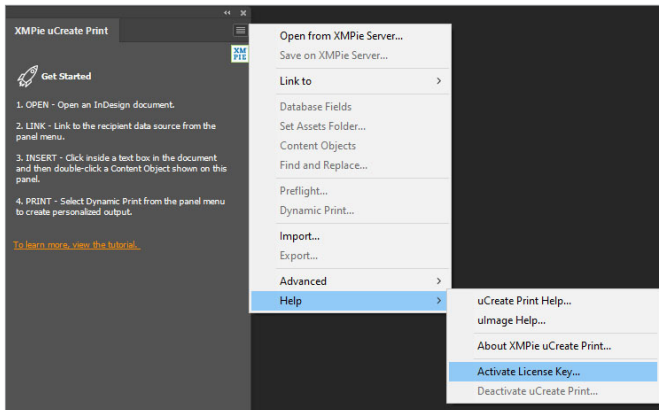 XMPie uCreate Print
XM
PIE
Get Started
1. OPEN - Open an InDesign document.
2. LINK - Link to the recipient data source from the
panel menu.
3. INSERT - Click inside a text box in the document
and then double-click a Content Object shown on this
panel.
4. PRINT - Select Dynamic Print from the panel menu
to create personalized output.
To learn more, view the tutorial.
Open from XMPie Server...
Save on XMPie Server...
Link to
Database Fields
Set Assets Folder...
Content Objects
Find and Replace...
Preflight...
Dynamic Print...
Import...
Export...
Advanced
Help
uCreate Print Help...
uImage Help...
About XMPie uCreate Print...
Activate License Key...
Deactivate uCreate Print...